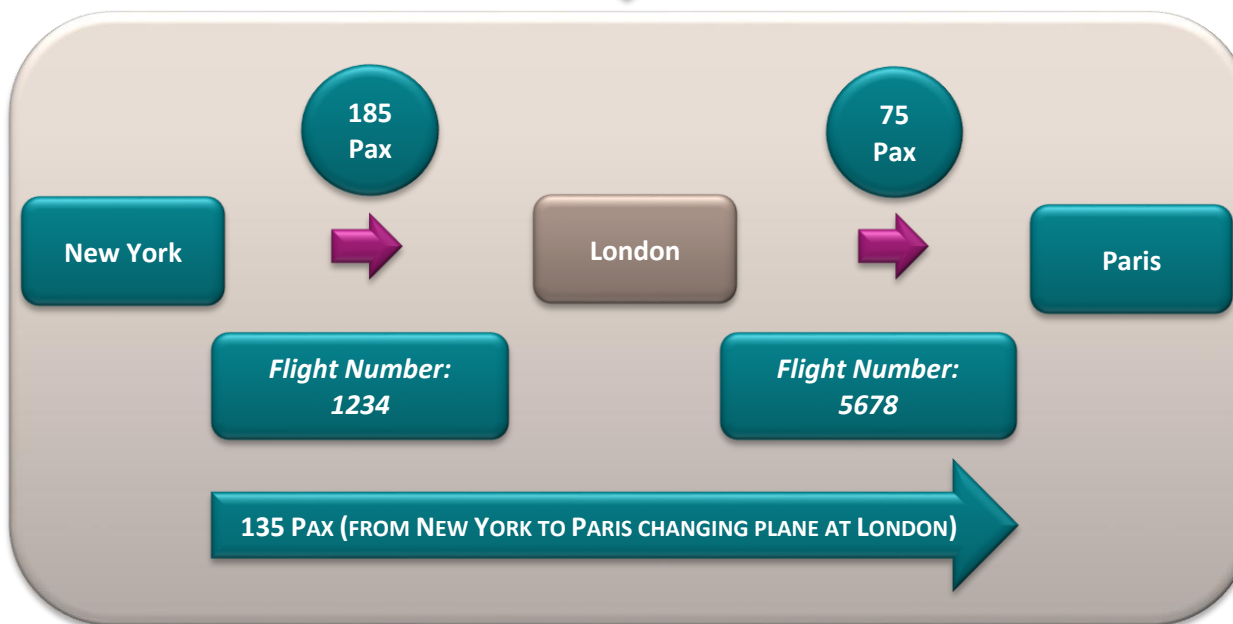 185
Pax
75
Pax
New York
London
Paris
Flight Number:
1234
Flight Number:
5678
135 PAX (FROM NEW YORK TO PARIS CHANGING PLANE AT LONDON)